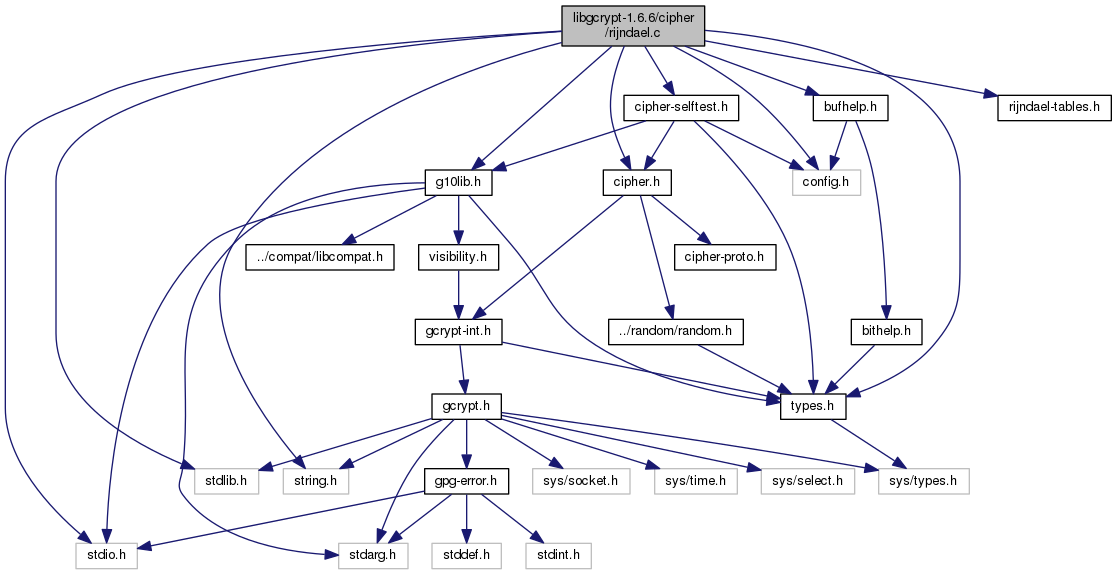 libgcrypt-1.6.6/cipher
/rijndael.c
cipher-selftest.h
bufhelp.h
rijndael-tables.h
g10lib.h
cipher.h
config.h
../compat/libcompat.h
visibility.h
cipher-proto.h
gcrypt-int.h
../random/random.h
bithelp.h
gcrypt.h
types.h
stdlib.h
string.h
gpg-error.h
sys/socket.h
sys/time.h
sys/select.h
sys/types.h
stdio.h
stdarg.h
stddef.h
stdint.h